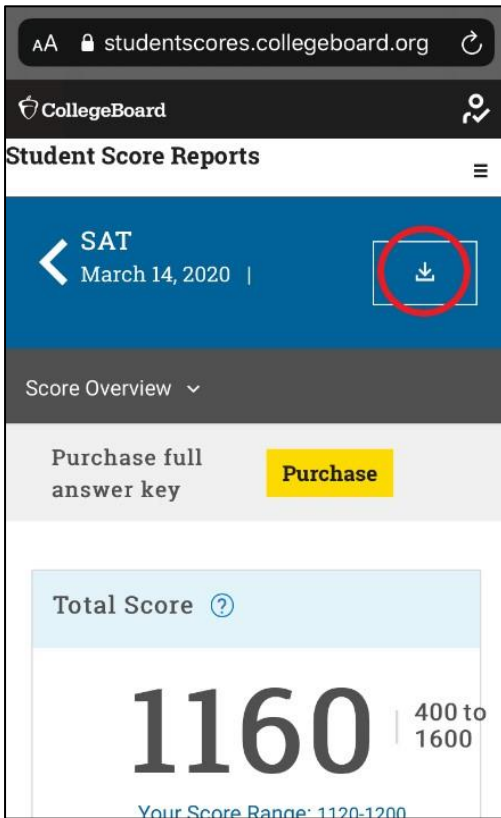 AA studentscores.collegeboard.org
CollegeBoard
Student Score Reports
SAT
March 14, 2020 |
Score Overview
Purchase full
answer key
Purchase
Total Score ?
1160
400 to
1600
Your Score Range: 1120-1200